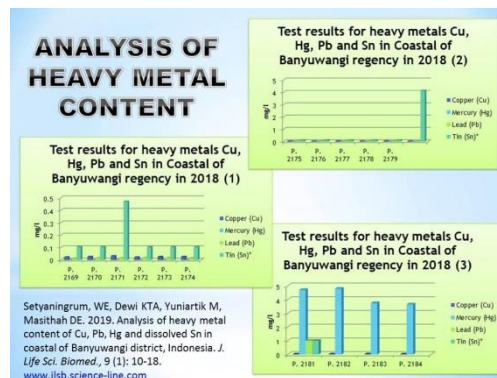 ANALYSIS OF
HEAVY METAL
CONTENT
Test results for heavy metals Cu,
Hg, Pb and Sn in Coastal of
Banyuwangi regency in 2018 (2)
mg/l
5
4
3
2
1
0
P. 2175
P. 2176
P. 2177
P. 2178
P. 2179
Copper (Cu)
Mercury (Hg)
Lead (Pb)
Tin (Sn)*
Test results for heavy metals Cu,
Hg, Pb and Sn in Coastal of
Banyuwangi regency in 2018 (1)
mg/l
0.5
0.4
0.3
0.2
0.1
0
P. 2169
P. 2170
P. 2171
P. 2172
P. 2173
P. 2174
Copper (Cu)
Mercury (Hg)
Lead (Pb)
Tin (Sn)*
Test results for heavy metals Cu,
Hg, Pb and Sn in Coastal of
Banyuwangi regency in 2018 (3)
mg/l
5
4
3
2
1
0
P. 2181
P. 2182
P. 2183
P. 2184
Copper (Cu)
Mercury (Hg)
Lead (Pb)
Tin (Sn)*
Setyaningrum, WE, Dewi KTA, Yuniartik M,
Masithah DE. 2019. Analysis of heavy metal
content of Cu, Pb, Hg and dissolved Sn in
coastal of Banyuwangi district, Indonesia. J.
Life Sci. Biomed., 9 (1): 10-18.
www.jlsb.science-line.com